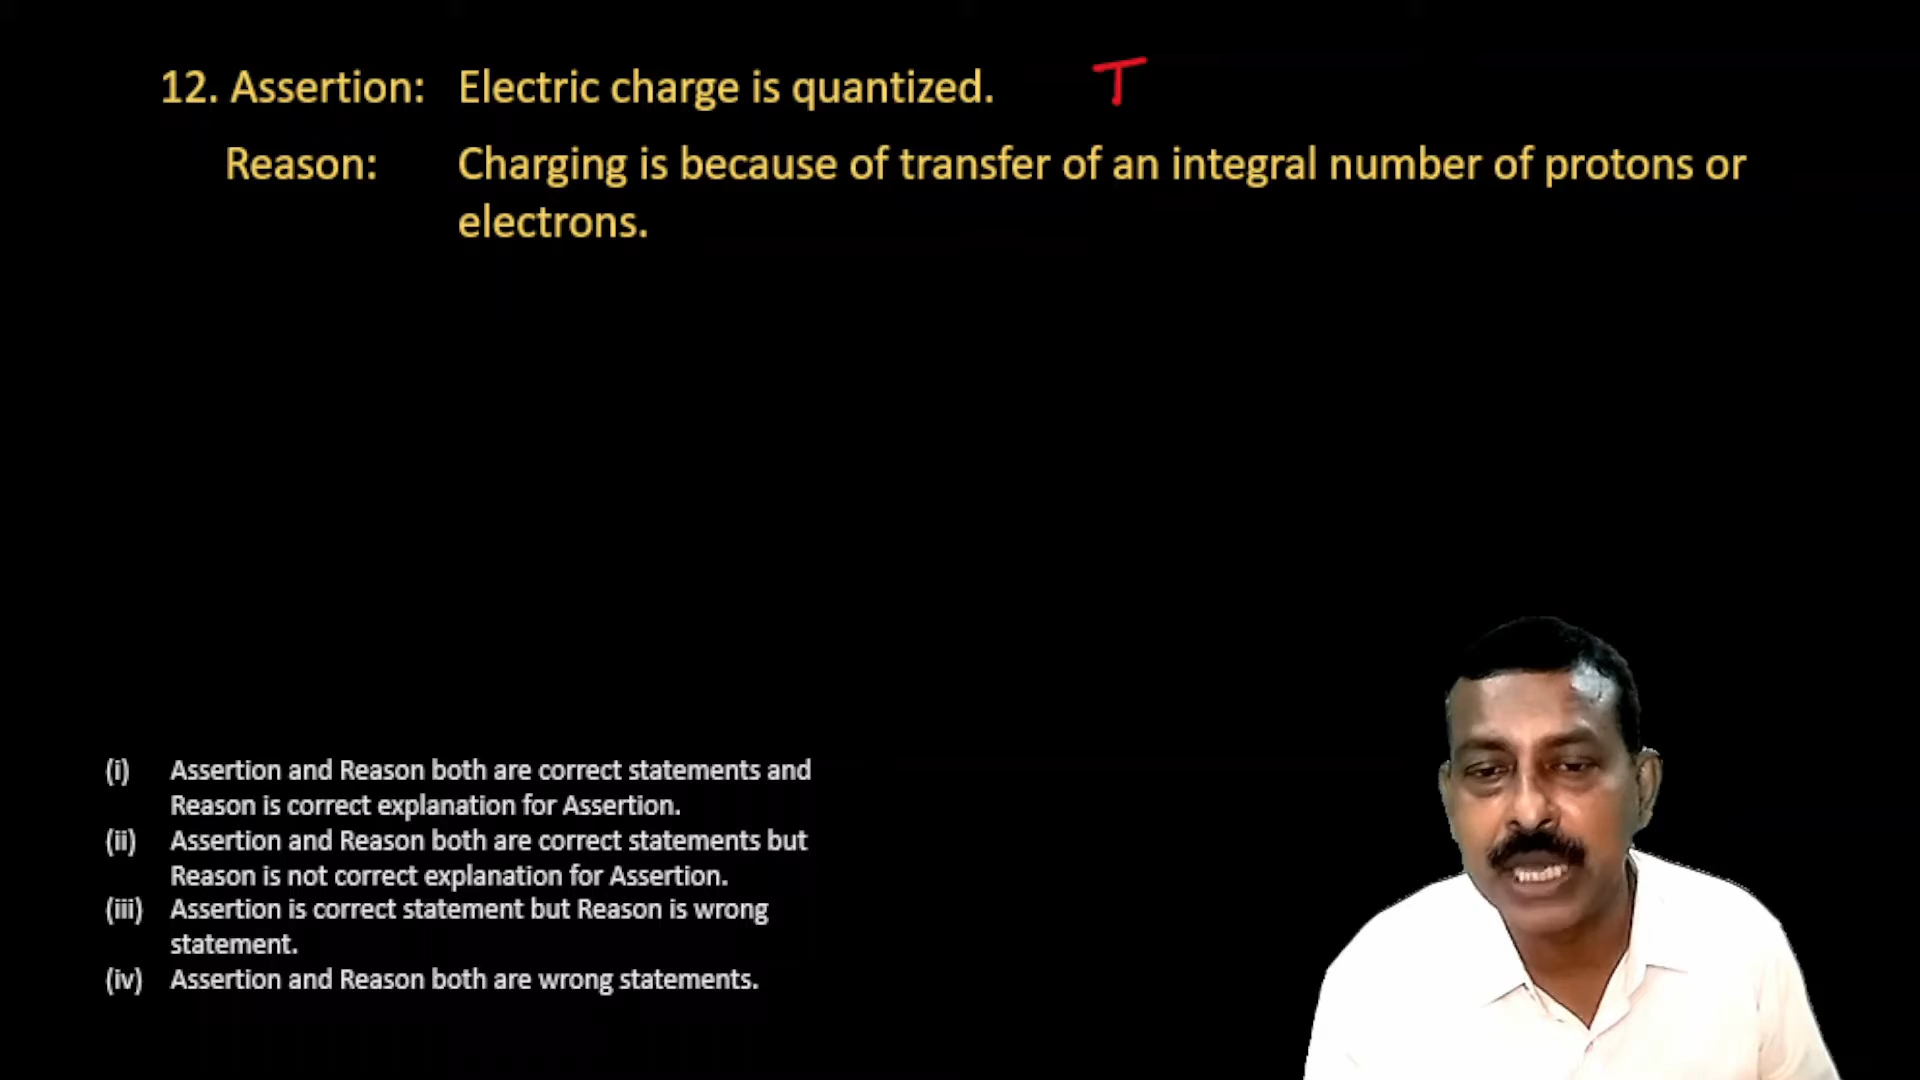 12. Assertion: Electric charge is quantized. T
Reason: Charging is because of transfer of an integral number of protons or
electrons.
(i) Assertion and Reason both are correct statements and
Reason is correct explanation for Assertion.
(ii) Assertion and Reason both are correct statements but
Reason is not correct explanation for Assertion.
(iii) Assertion is correct statement but Reason is wrong
statement.
(iv) Assertion and Reason both are wrong statements.